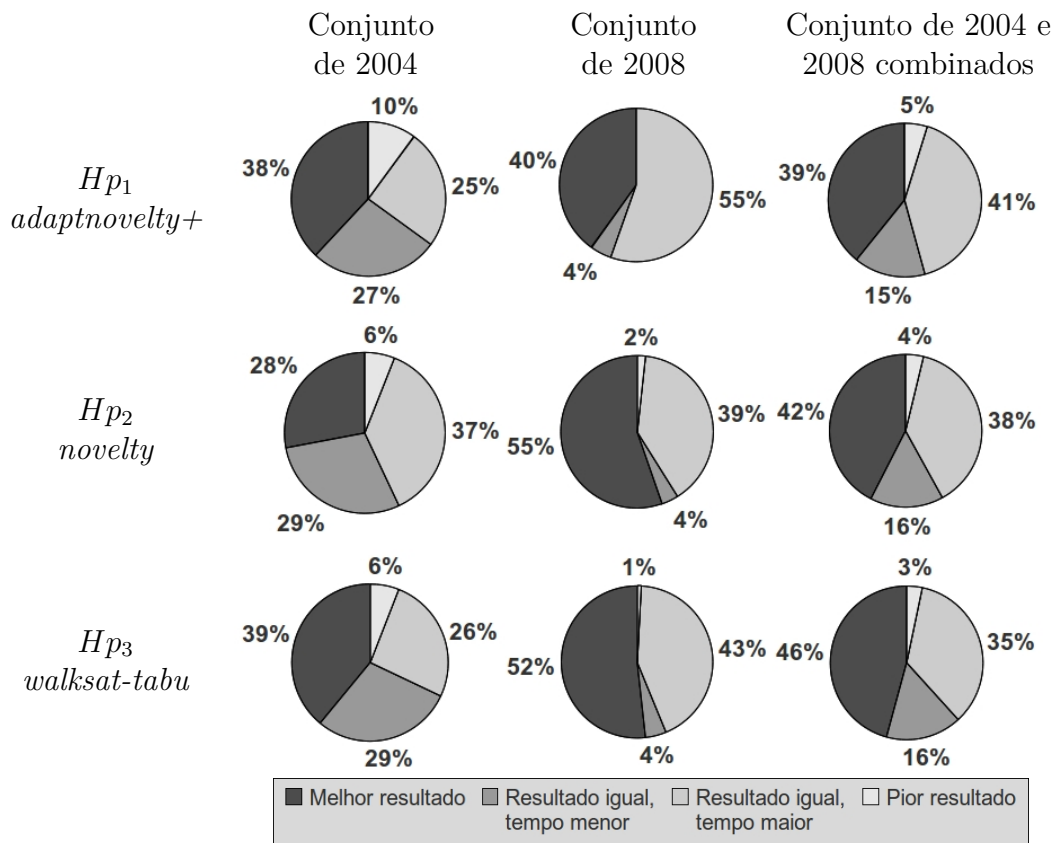 Conjunto
de 2004
Conjunto
de 2008
Conjunto de 2004 e
2008 combinados
Hp1
adaptnovelty+
10%
38%
25%
27%
40%
55%
4%
5%
39%
41%
15%
Hp2
novelty
6%
28%
37%
29%
2%
39%
55%
4%
4%
42%
38%
16%
Hp3
walksat-tabu
6%
39%
26%
29%
1%
52%
43%
4%
3%
46%
35%
16%
Melhor resultado
Resultado igual,
tempo menor
Resultado igual,
tempo maior
Pior resultado